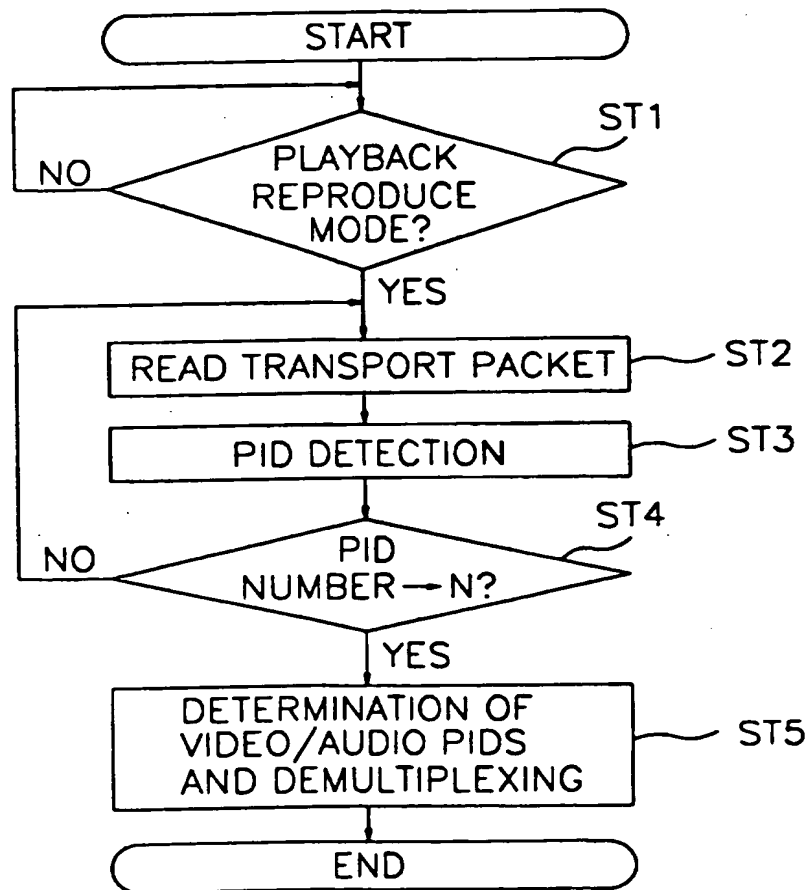 START
ST1
PLAYBACK
REPRODUCE
MODE?
NO
YES
READ TRANSPORT PACKET
ST2
PID DETECTION
ST3
ST4
PID
NUMBER→N?
NO
YES
DETERMINATION OF
VIDEO/AUDIO PIDS
AND DEMULTIPLEXING
ST5
END